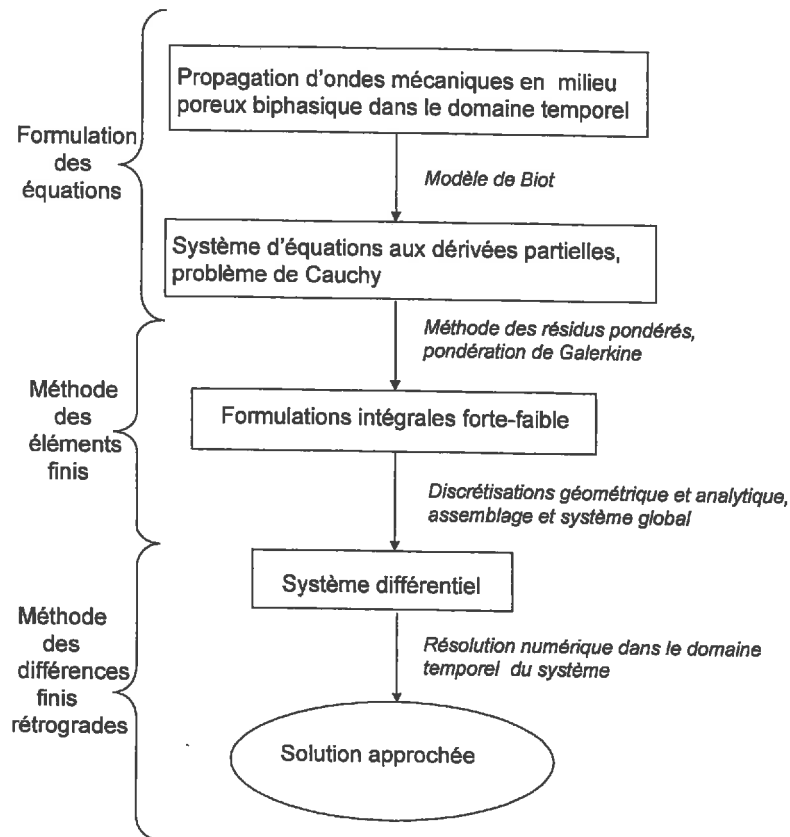 Propagation d'ondes mécaniques en milieu
poreux biphasique dans le domaine temporel
Formulation
des
équations
Modèle de Biot
Système d'équations aux dérivées partielles,
problème de Cauchy
Méthode des résidus pondérés,
pondération de Galerkine
Méthode
des
éléments
finis
Formulations intégrales forte-faible
Discrétisations géométrique et analytique,
assemblage et système global
Système différentiel
Méthode
des
différences
finis
rétrogrades
Résolution numérique dans le domaine
temporel du système
Solution approchée